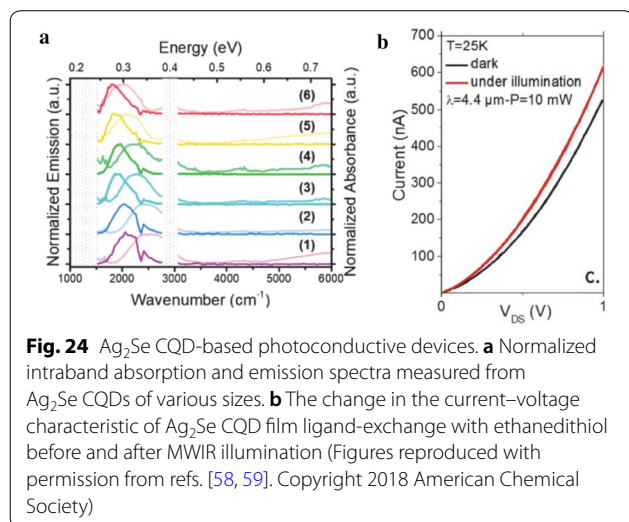 a
Energy (eV)
0.2 0.3 0.4 0.5 0.6 0.7
Normalized Emission (a.u.)
Normalized Absorbance (a.u.)
(6)
(5)
(4)
(3)
(2)
(1)
1000 2000 3000 4000 5000 6000
Wavenumber (cm⁻¹)
b
700
600
500
400
300
200
100
Current (nA)
T=25K
dark
under illumination
λ=4.4 µm-P=10 mW
C.
0 1
V_DS (V)
Fig. 24 Ag₂Se CQD-based photoconductive devices. a Normalized
intraband absorption and emission spectra measured from
Ag₂Se CQDs of various sizes. b The change in the current–voltage
characteristic of Ag₂Se CQD film ligand-exchange with ethanedithiol
before and after MWIR illumination (Figures reproduced with
permission from refs. [58, 59]. Copyright 2018 American Chemical
Society)